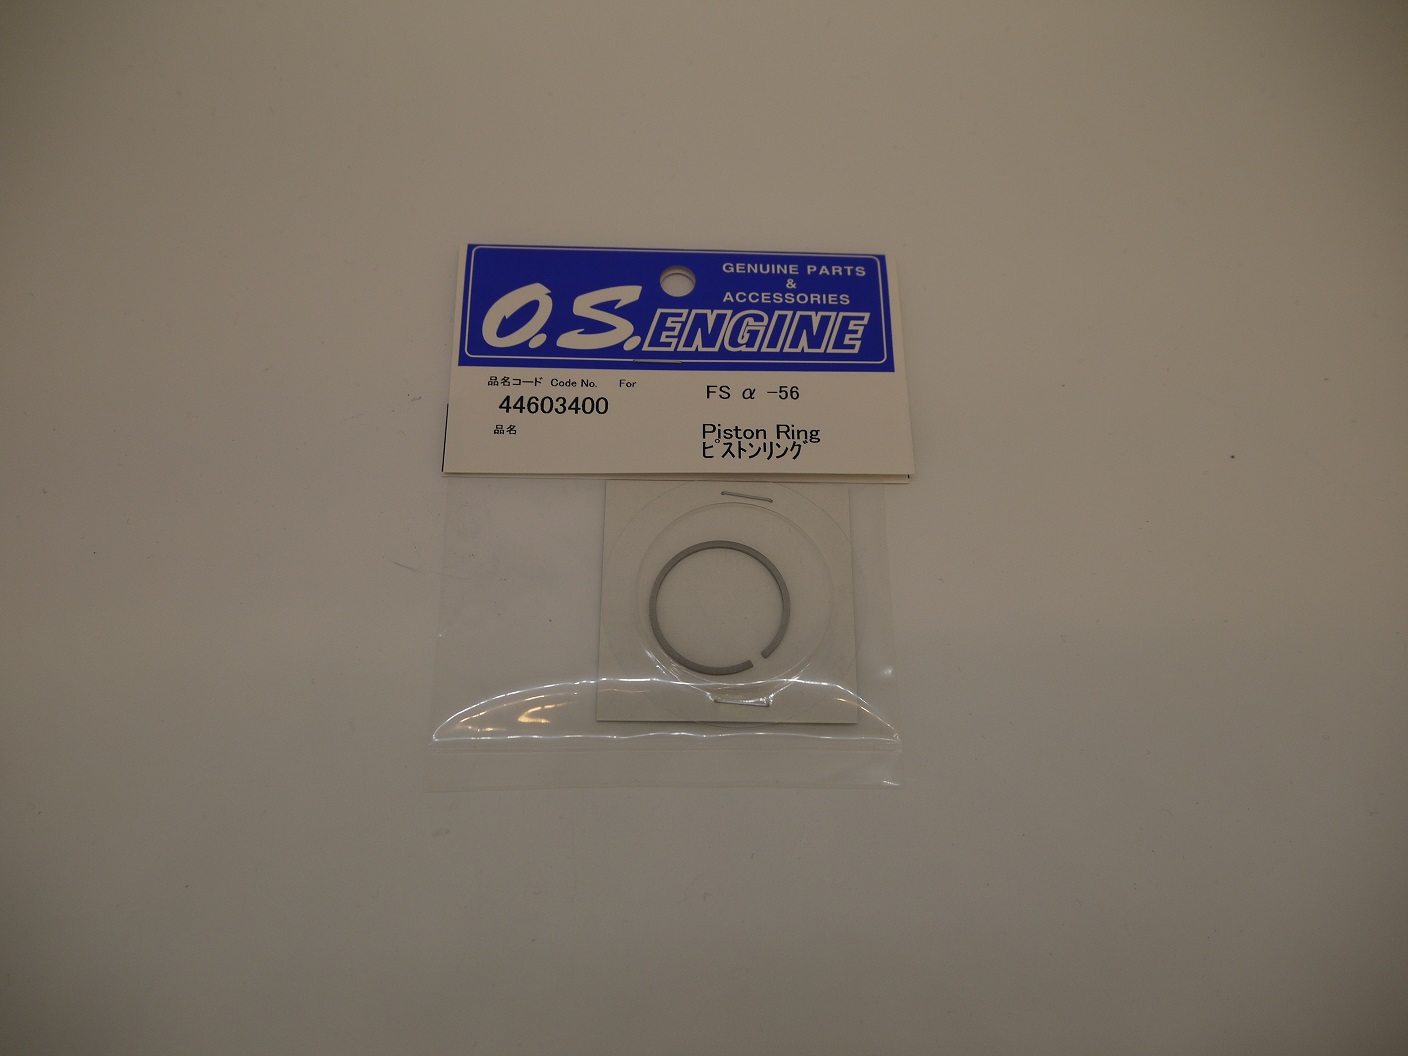 GENUINE PARTS
&
ACCESSORIES
O.S.ENGINE
品名コード Code No. For
FS α -56
44603400
品名
Piston Ring
ピストンリング